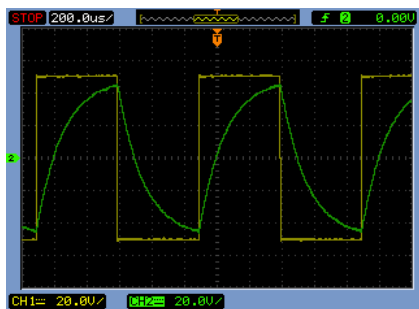 STOP 200.0us/ T f 2 0.00V
T
2
CH1 20.0V/ CH2 20.0V/